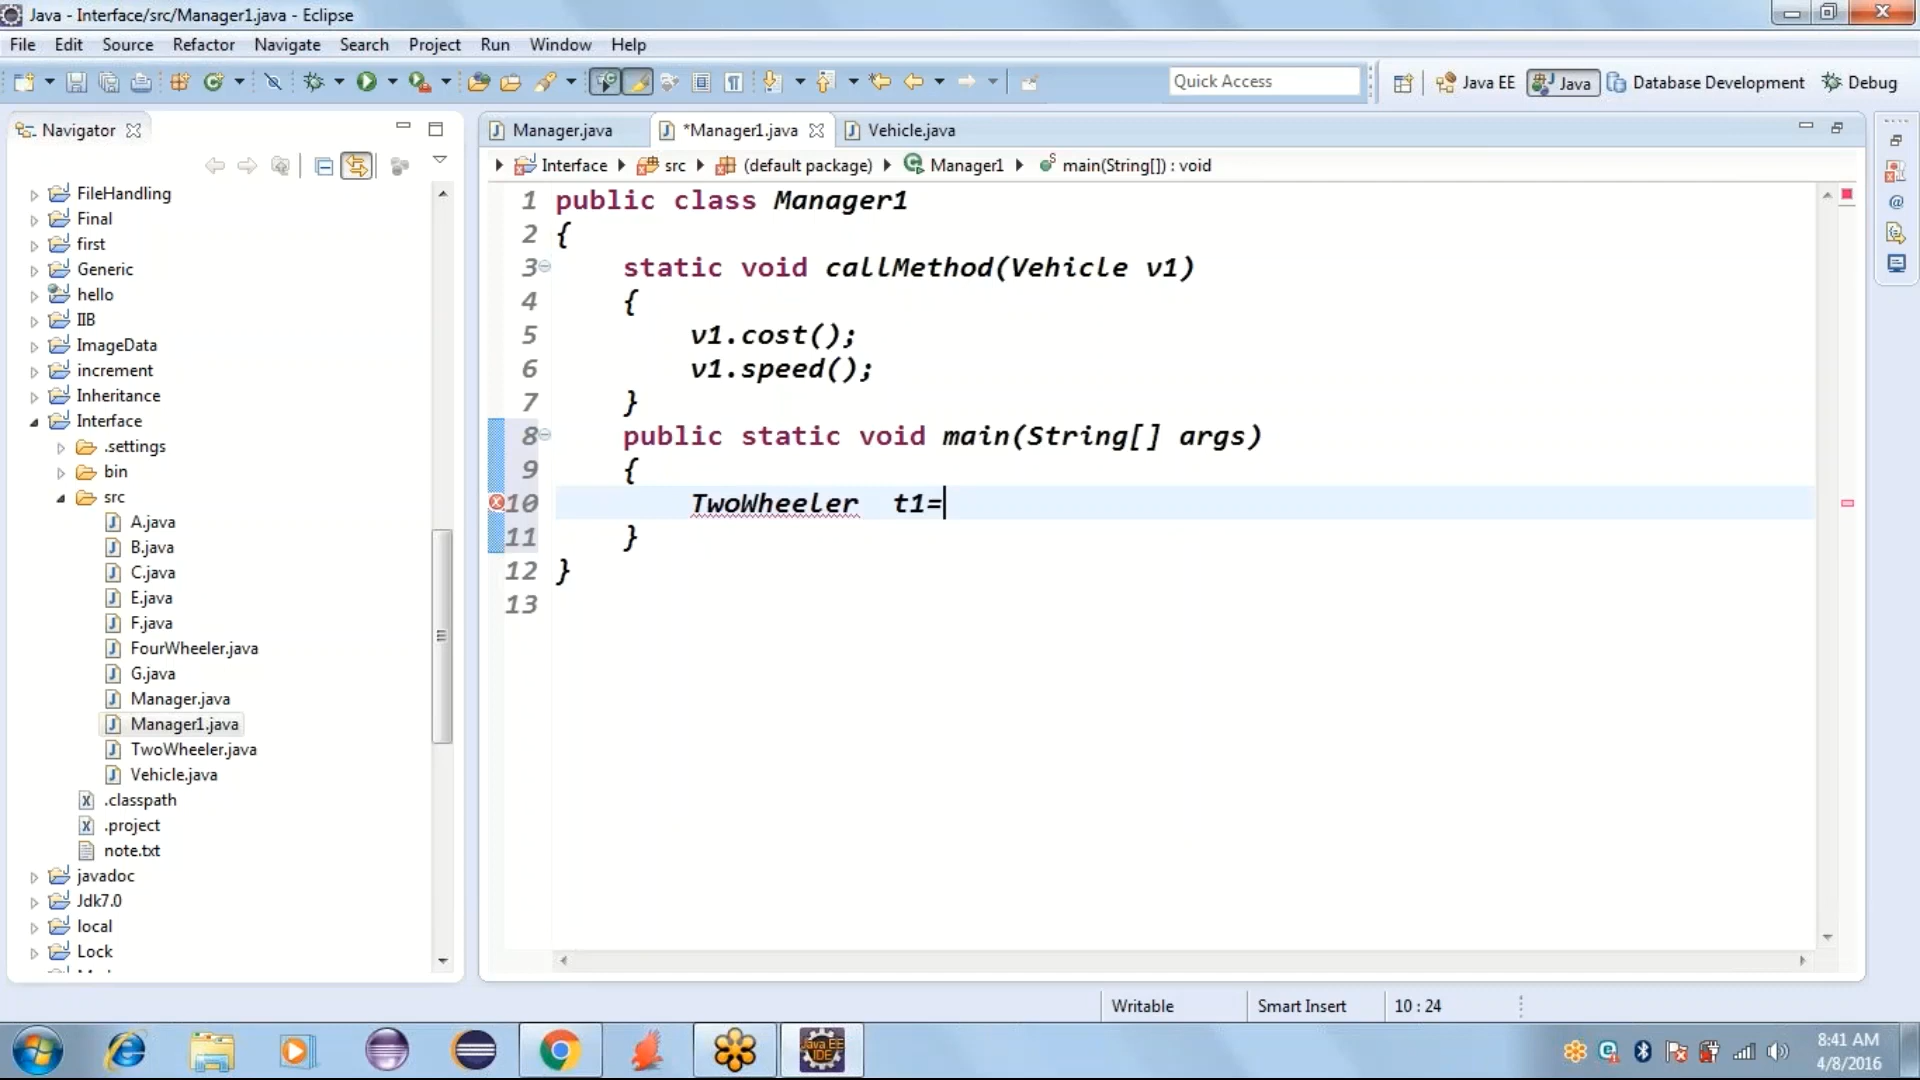 Java - Interface/src/Manager1.java - Eclipse
File Edit Source Refactor Navigate Search Project Run Window Help
Quick Access
Java EE
Java
Database Development
Debug
Navigator
Manager.java
*Manager1.java
Vehicle.java
Interface src (default package) Manager1 main(String[]) : void
FileHandling
Final
first
Generic
hello
IIB
ImageData
increment
Inheritance
Interface
.settings
bin
src
A.java
B.java
C.java
E.java
F.java
FourWheeler.java
G.java
Manager.java
Manager1.java
TwoWheeler.java
Vehicle.java
.classpath
.project
note.txt
javadoc
Jdk7.0
local
Lock
1 public class Manager1
2 {
3 static void callMethod(Vehicle v1)
4 {
5 v1.cost();
6 v1.speed();
7 }
8 public static void main(String[] args)
9 {
10 TwoWheeler  t1=
11 }
12 }
13
Writable
Smart Insert
10 : 24
Java EE
IDE
8:41 AM
4/8/2016